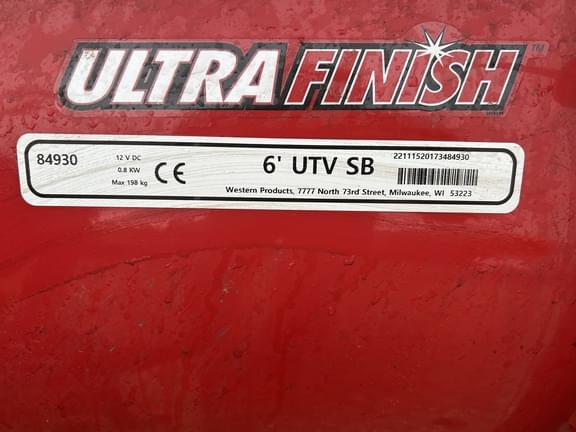 ULTRA FINISH™
84930
12 V DC
0.8 KW
Max 198 kg
CE
6' UTV SB
22111520173484930
Western Products, 7777 North 73rd Street, Milwaukee, WI 53223